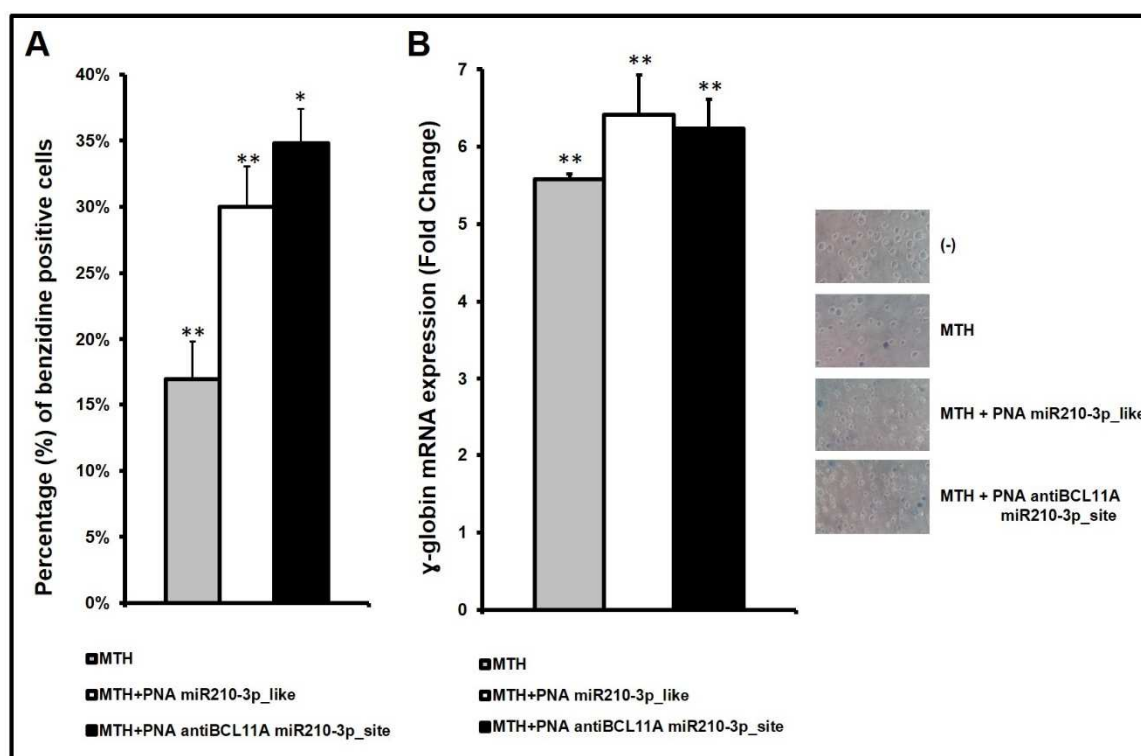 A
40%
35%
30%
25%
20%
15%
10%
5%
0%
Percentage (%) of benzidine positive cells
**
**
*
MTH
MTH+PNA miR210-3p_like
MTH+PNA antiBCL11A miR210-3p_site
B
7
6
5
4
3
2
1
0
ɣ-globin mRNA expression (Fold Change)
**
**
**
MTH
MTH+PNA miR210-3p_like
MTH+PNA antiBCL11A miR210-3p_site
(-)
MTH
MTH + PNA miR210-3p_like
MTH + PNA antiBCL11A
miR210-3p_site